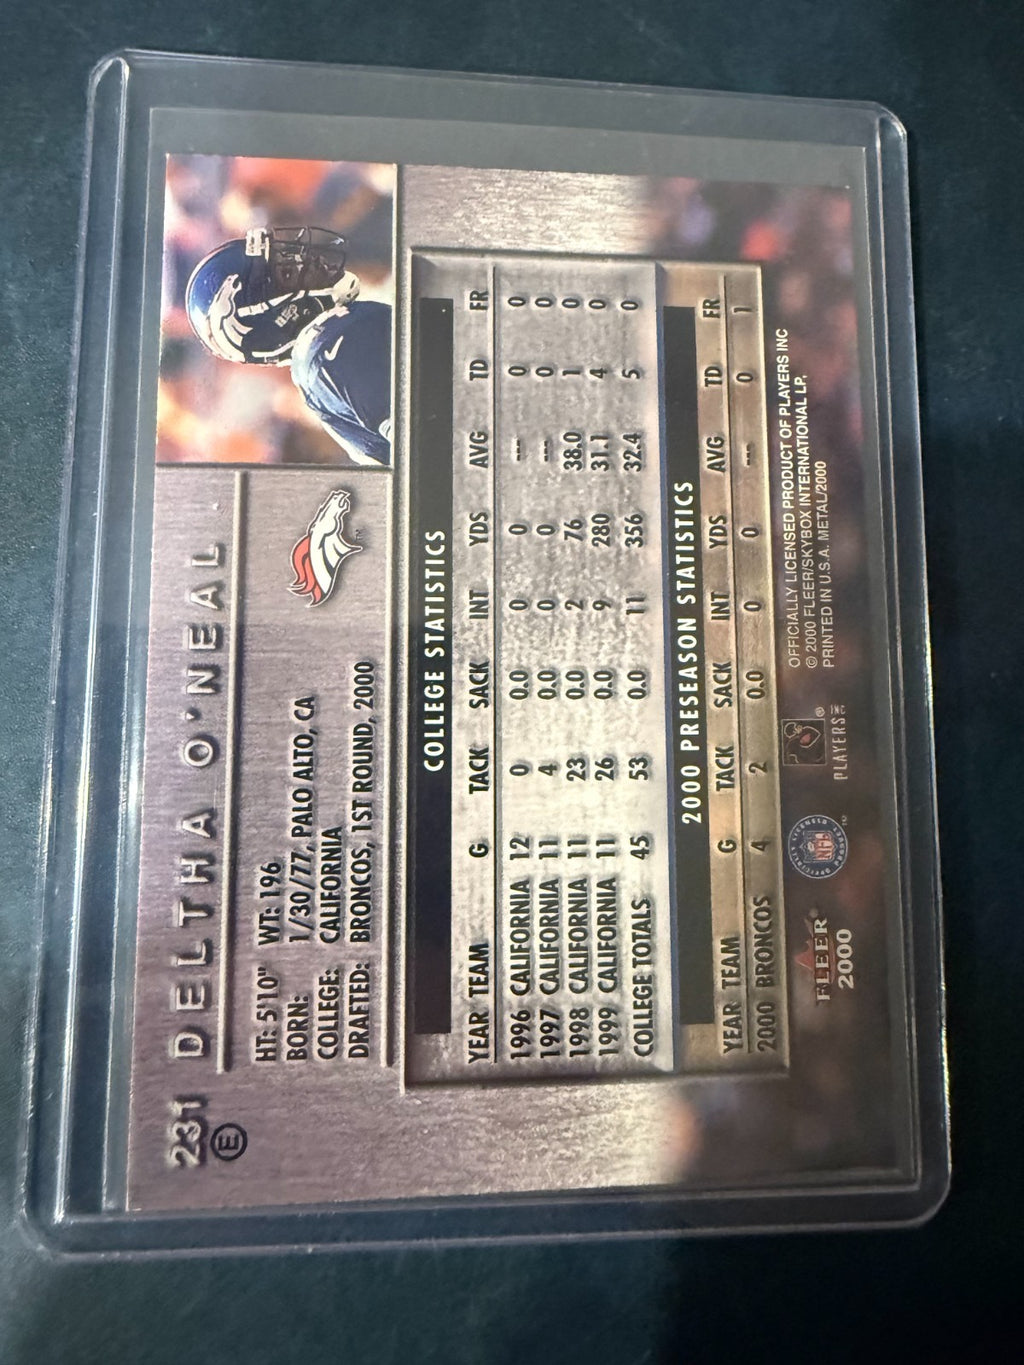 231 DELTHA O'NEAL
E
HT: 5'10" WT: 196
BORN: 1/30/77, PALO ALTO, CA
COLLEGE: CALIFORNIA
DRAFTED: BRONCOS, 1ST ROUND, 2000
COLLEGE STATISTICS
YEAR TEAM G TACK SACK INT YDS AVG TD FR
1996 CALIFORNIA 12 0 0.0 0 0 --- 0 0
1997 CALIFORNIA 11 4 0.0 0 0 --- 0 0
1998 CALIFORNIA 11 23 0.0 2 76 38.0 1 0
1999 CALIFORNIA 11 26 0.0 9 280 31.1 4 0
COLLEGE TOTALS 45 53 0.0 11 356 32.4 5 0
2000 PRESEASON STATISTICS
YEAR TEAM G TACK SACK INT YDS AVG TD FR
2000 BRONCOS 4 2 0.0 0 0 --- 0 1
FLEER
2000
NFL
PLAYERS INC
OFFICIALLY LICENSED PRODUCT OF PLAYERS INC
© 2000 FLEER/SKYBOX INTERNATIONAL LP.
PRINTED IN U.S.A. METAL/2000